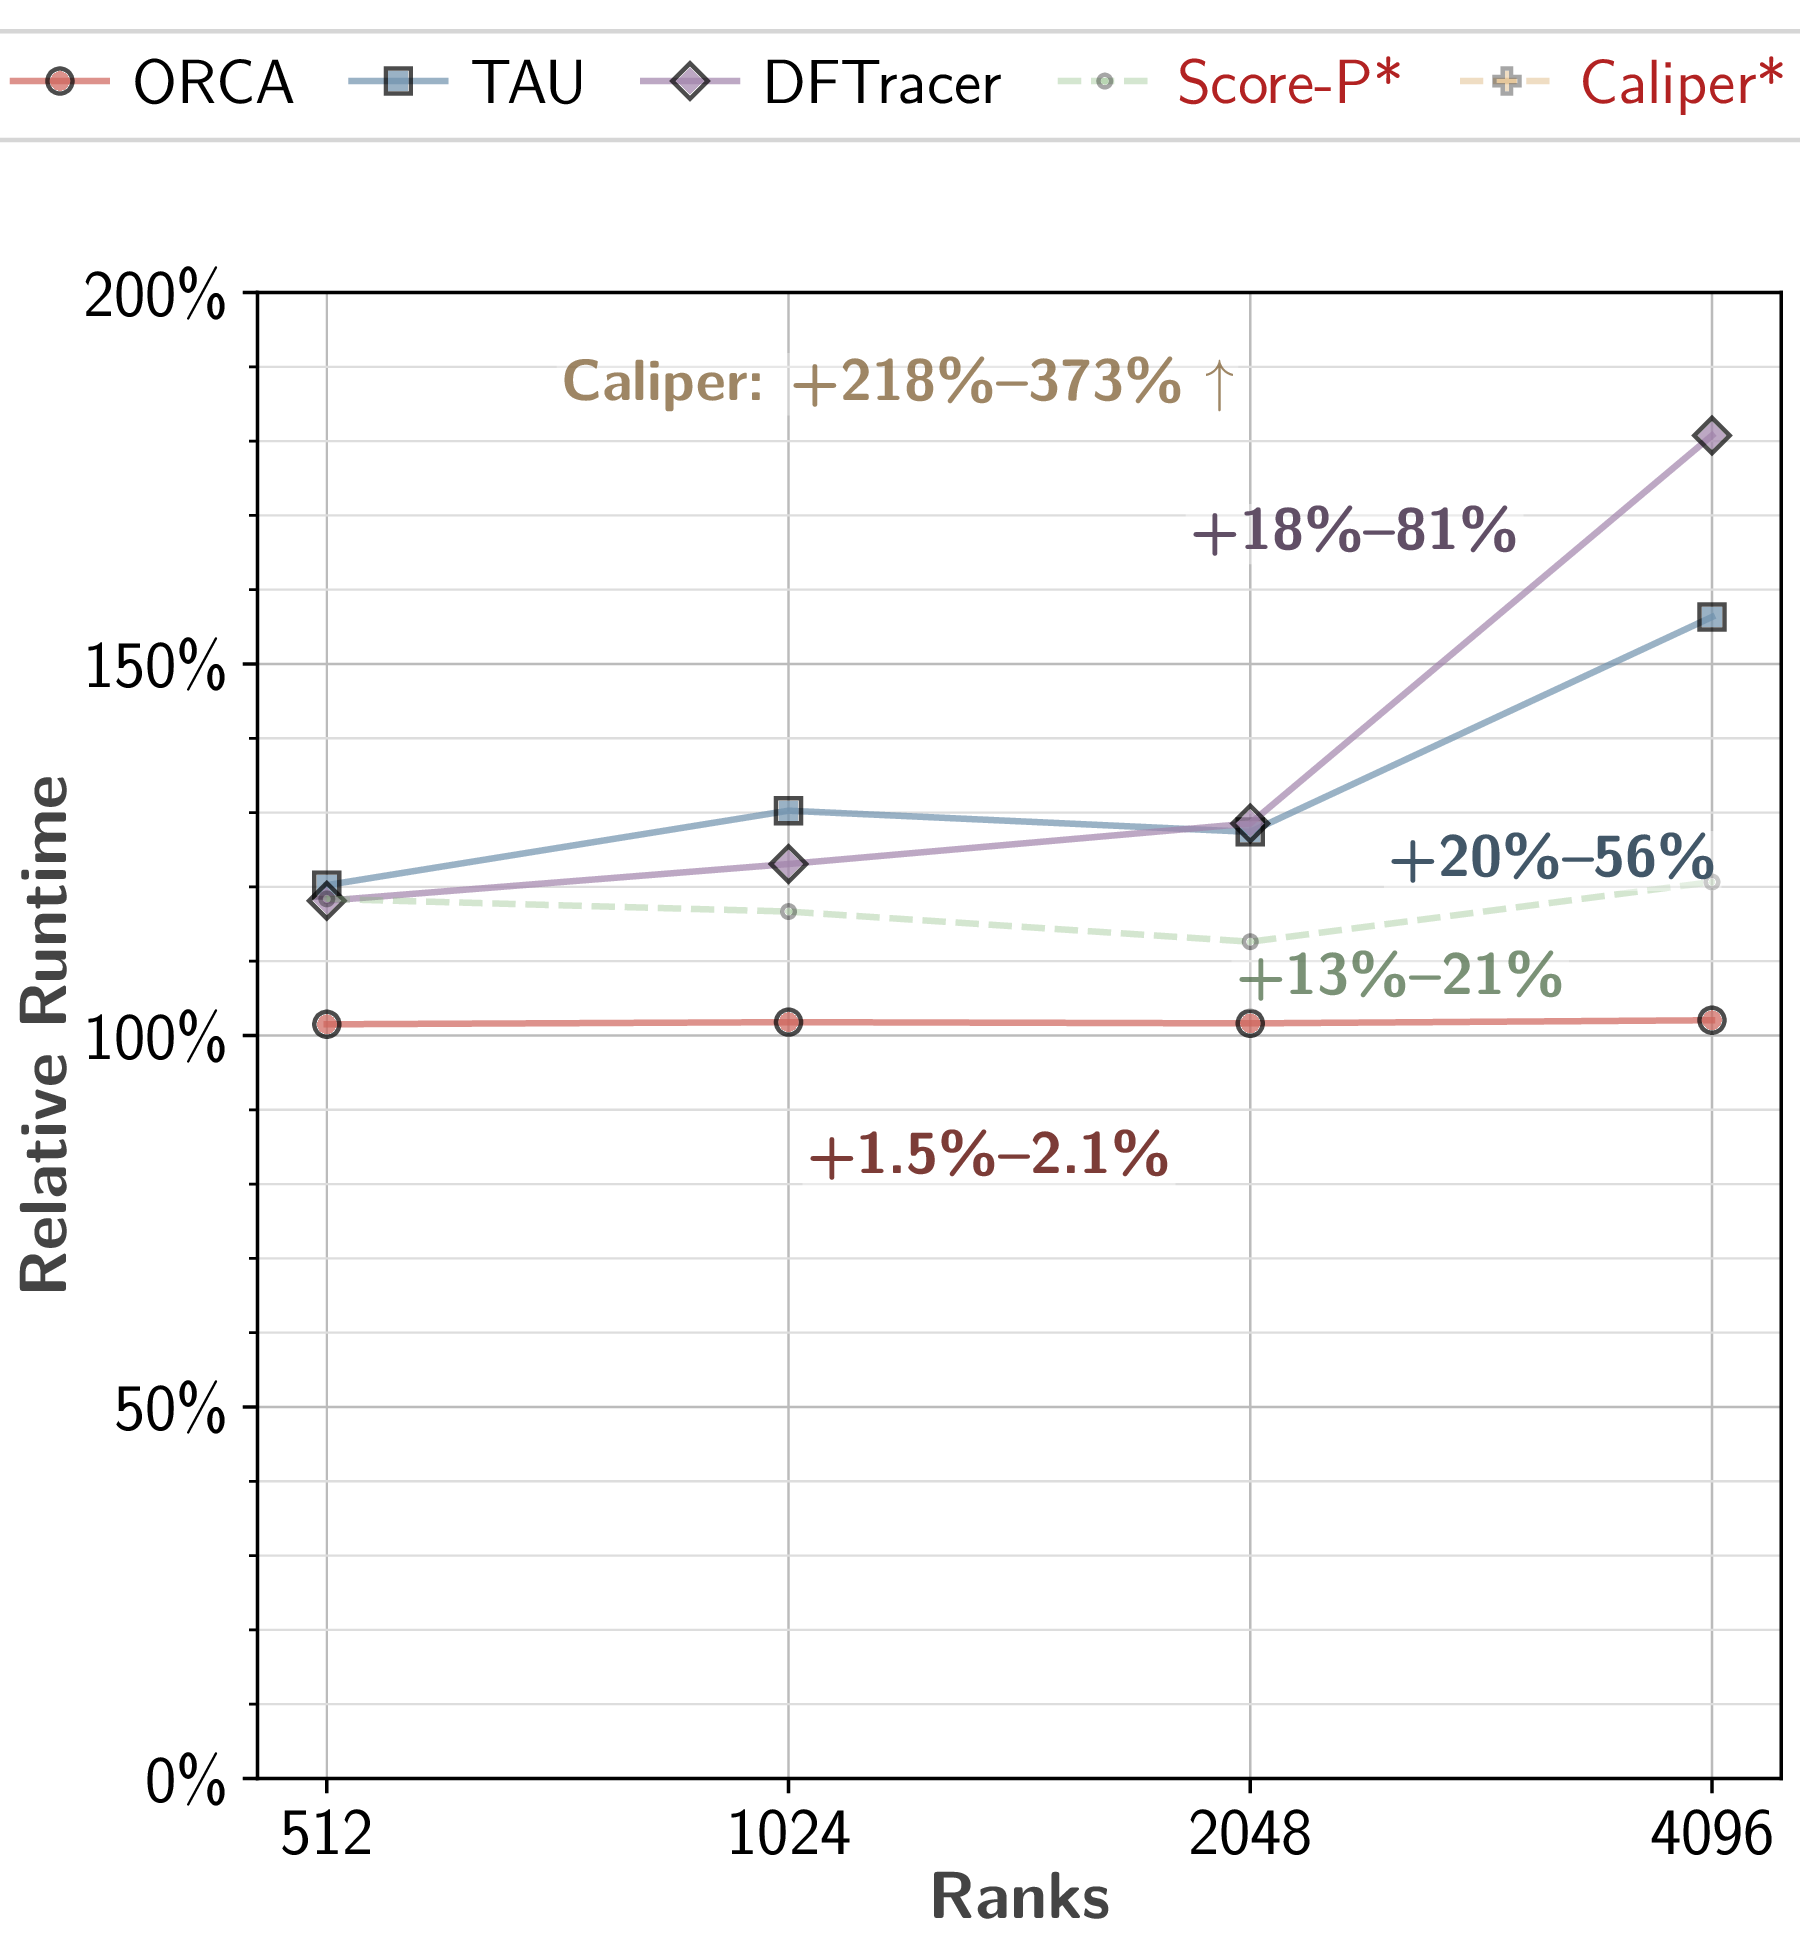 ORCA TAU DFTracer Score-P* Caliper*
200%
Caliper: +218%–373% ↑
+18%–81%
150%
+20%–56%
+13%–21%
100%
+1.5%–2.1%
50%
0%
512 1024 2048 4096
Ranks
Relative Runtime